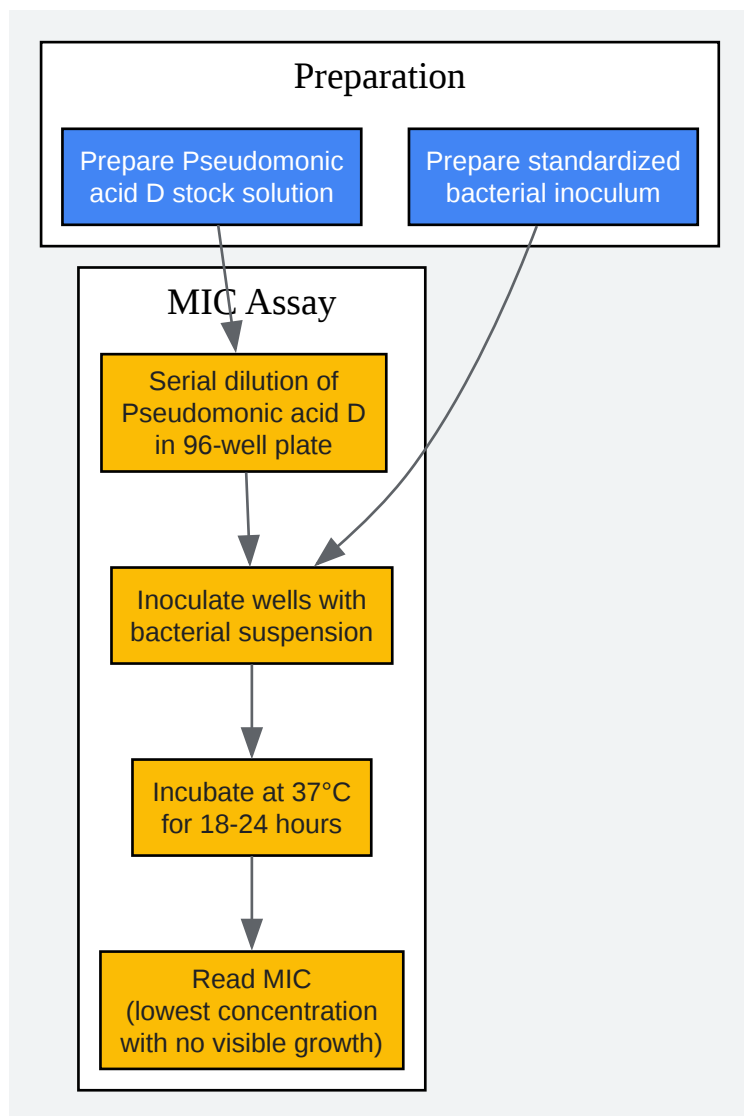 Preparation
Prepare Pseudomonic
acid D stock solution
Prepare standardized
bacterial inoculum
MIC Assay
Serial dilution of
Pseudomonic acid D
in 96-well plate
Inoculate wells with
bacterial suspension
Incubate at 37°C
for 18-24 hours
Read MIC
(lowest concentration
with no visible growth)